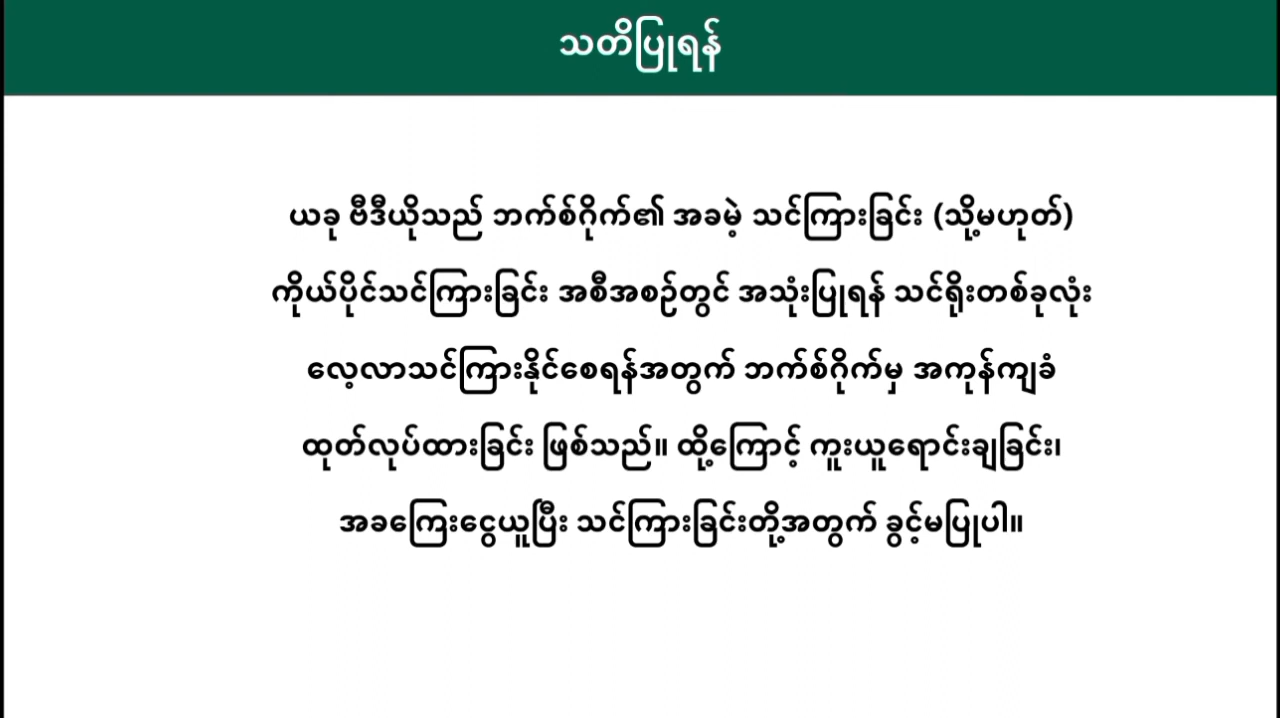 သတိပြုရန်
ယခု ဗီဒီယိုသည် ဘက်စ်ဂိုက်၏ အခမဲ့ သင်ကြားခြင်း (သို့မဟုတ်)
ကိုယ်ပိုင်သင်ကြားခြင်း အစီအစဉ်တွင် အသုံးပြုရန် သင်ရိုးတစ်ခုလုံး
လေ့လာသင်ကြားနိုင်စေရန်အတွက် ဘက်စ်ဂိုက်မှ အကုန်ကျခံ
ထုတ်လုပ်ထားခြင်း ဖြစ်သည်။ ထို့ကြောင့် ကူးယူရောင်းချခြင်း၊
အခကြေးငွေယူပြီး သင်ကြားခြင်းတို့အတွက် ခွင့်မပြုပါ။